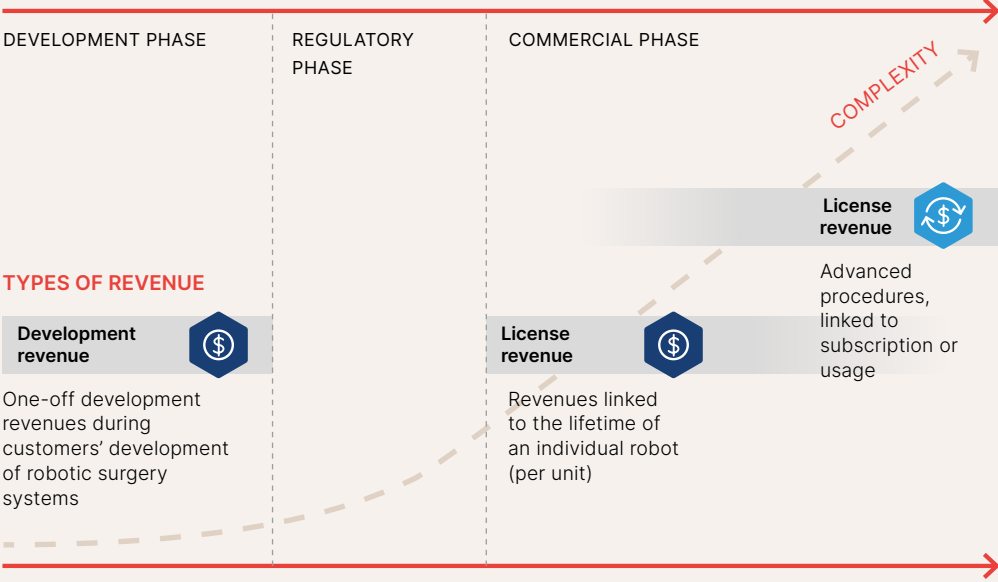 DEVELOPMENT PHASE
REGULATORY
PHASE
COMMERCIAL PHASE
COMPLEXITY
License
revenue
$
Advanced
procedures,
linked to
subscription or
usage
TYPES OF REVENUE
Development
revenue
$
One-off development
revenues during
customers’ development
of robotic surgery
systems
License
revenue
$
Revenues linked
to the lifetime of
an individual robot
(per unit)